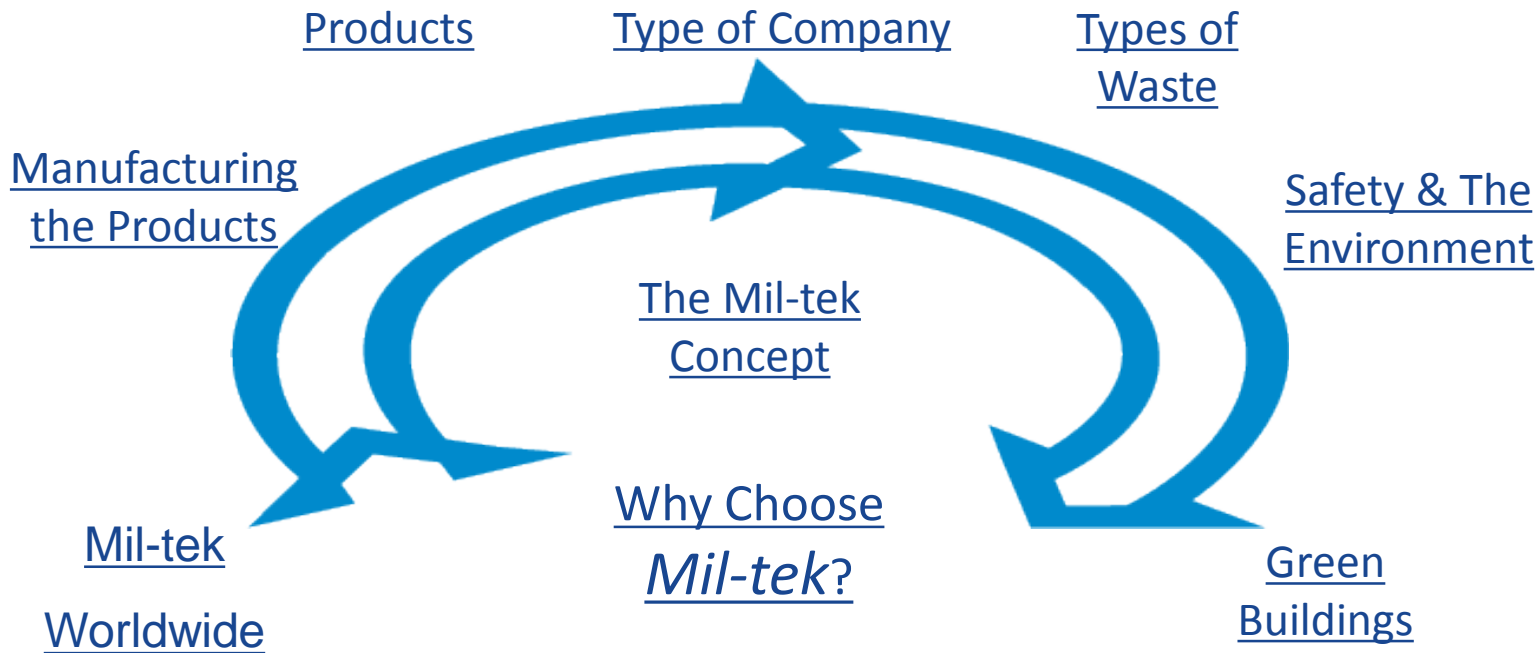 Products
Type of Company
Types of
Waste
Manufacturing
the Products
Safety & The
Environment
The Mil-tek
Concept
Why Choose
Mil-tek?
Mil-tek
Worldwide
Green
Buildings